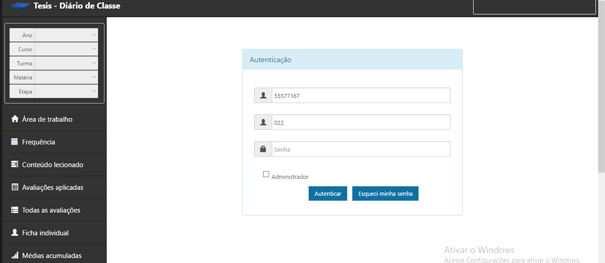 Tesis - Diário de Classe
Ano
Curso
Turma
Matéria
Etapa
Área de trabalho
Frequência
Conteúdo lecionado
Avaliações aplicadas
Todas as avaliações
Ficha individual
Médias acumuladas
Autenticação
55577167
022
Senha
Administrador
Autenticar
Esqueci minha senha
Ativar o Windows
Acesse Configurações para ativar o Windows.